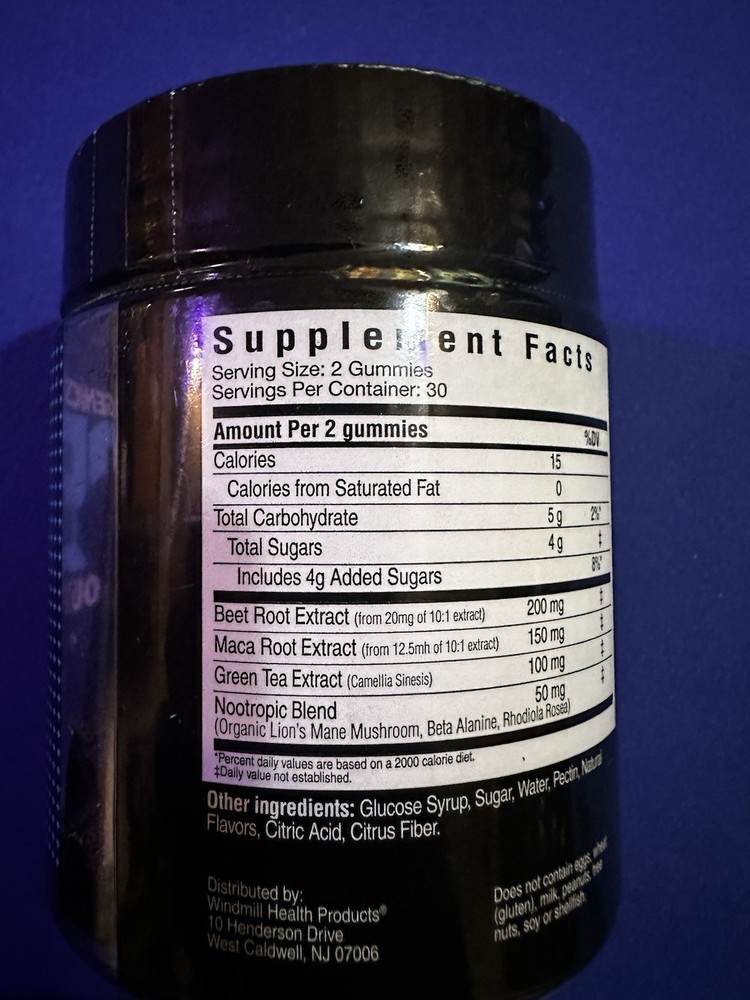 Supplement Facts
Serving Size: 2 Gummies
Servings Per Container: 30
Amount Per 2 gummies %DV
Calories 15
Calories from Saturated Fat 0
Total Carbohydrate 5 g 2%*
Total Sugars 4 g ‡
Includes 4g Added Sugars 8%*
Beet Root Extract (from 20mg of 10:1 extract) 200 mg ‡
Maca Root Extract (from 12.5mh of 10:1 extract) 150 mg ‡
Green Tea Extract (Camellia Sinesis) 100 mg ‡
Nootropic Blend 50 mg ‡
(Organic Lion's Mane Mushroom, Beta Alanine, Rhodiola Rosea)
*Percent daily values are based on a 2000 calorie diet.
‡Daily value not established.
Other ingredients: Glucose Syrup, Sugar, Water, Pectin, Natural
Flavors, Citric Acid, Citrus Fiber.
Distributed by:
Windmill Health Products®
10 Henderson Drive
West Caldwell, NJ 07006
Does not contain eggs, wheat
(gluten), milk, peanuts, tree
nuts, soy or shellfish.